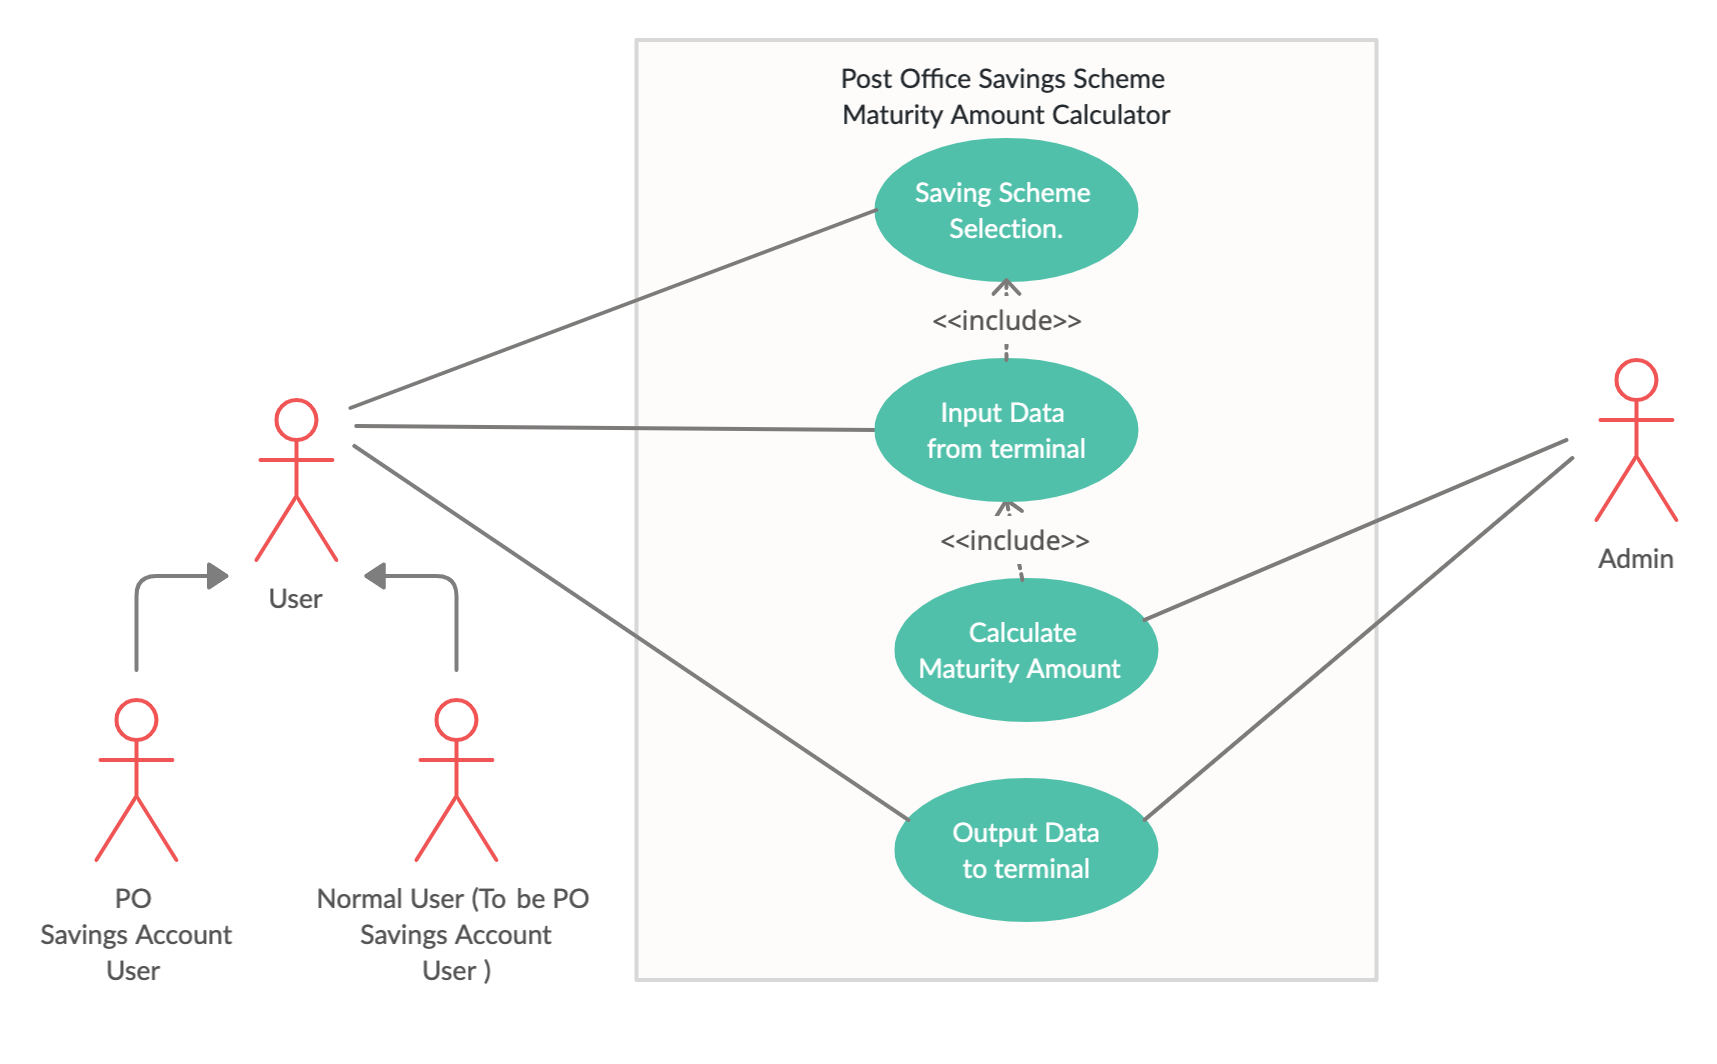 Post Office Savings Scheme
Maturity Amount Calculator
Saving Scheme
Selection.
<<include>>
Input Data
from terminal
<<include>>
Calculate
Maturity Amount
Output Data
to terminal
User
Admin
PO
Savings Account
User
Normal User (To be PO
Savings Account
User )